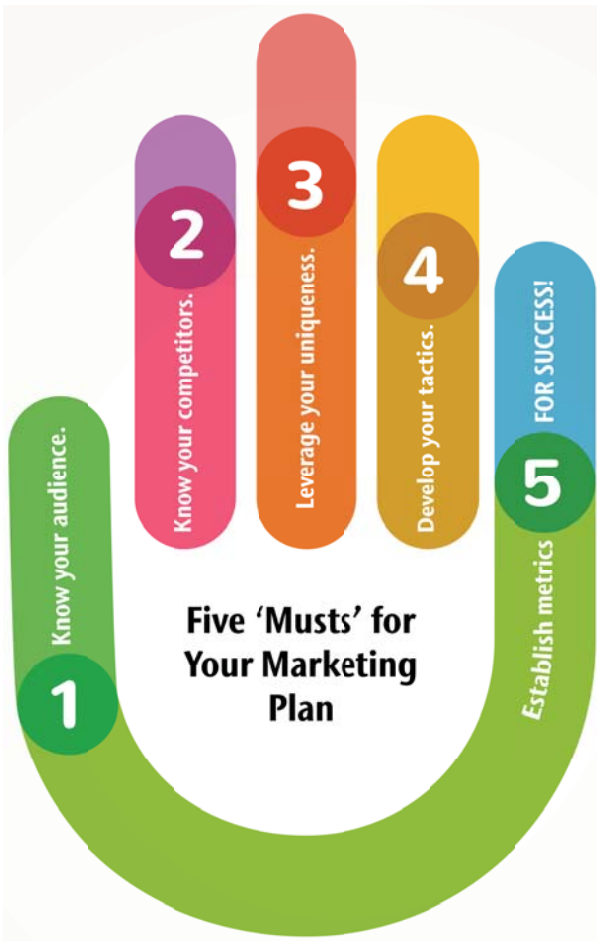 Five ‘Musts’ for
Your Marketing
Plan
1
Know your audience.
2
Know your competitors.
3
Leverage your uniqueness.
4
Develop your tactics.
5
Establish metrics
FOR SUCCESS!